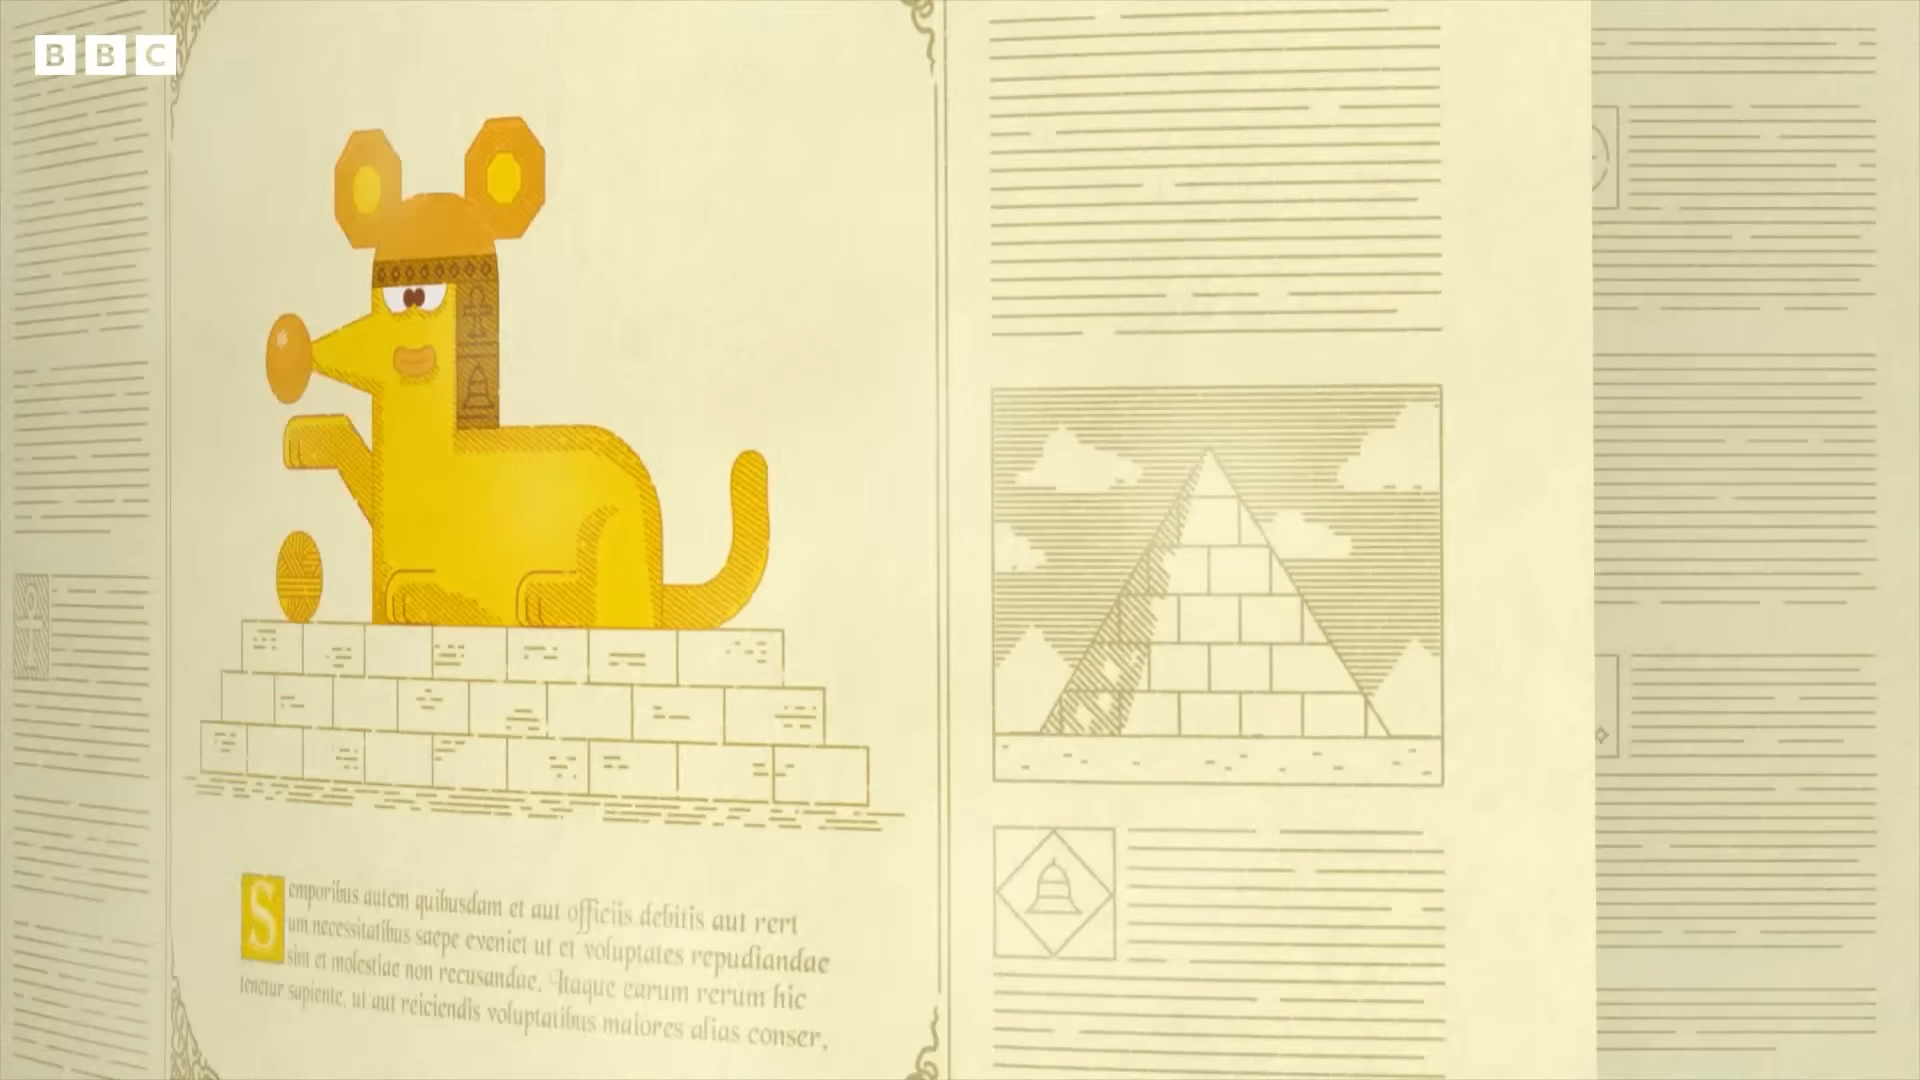 BBC
Semporibus autem quibusdam et aut officiis debitis aut rert
um necessitatibus saepe eveniet ut et voluptates repudiandae
sint et molestiae non recusandae. Itaque earum rerum hic
tenetur sapiente, ut aut reiciendis voluptatibus maiores alias conser.